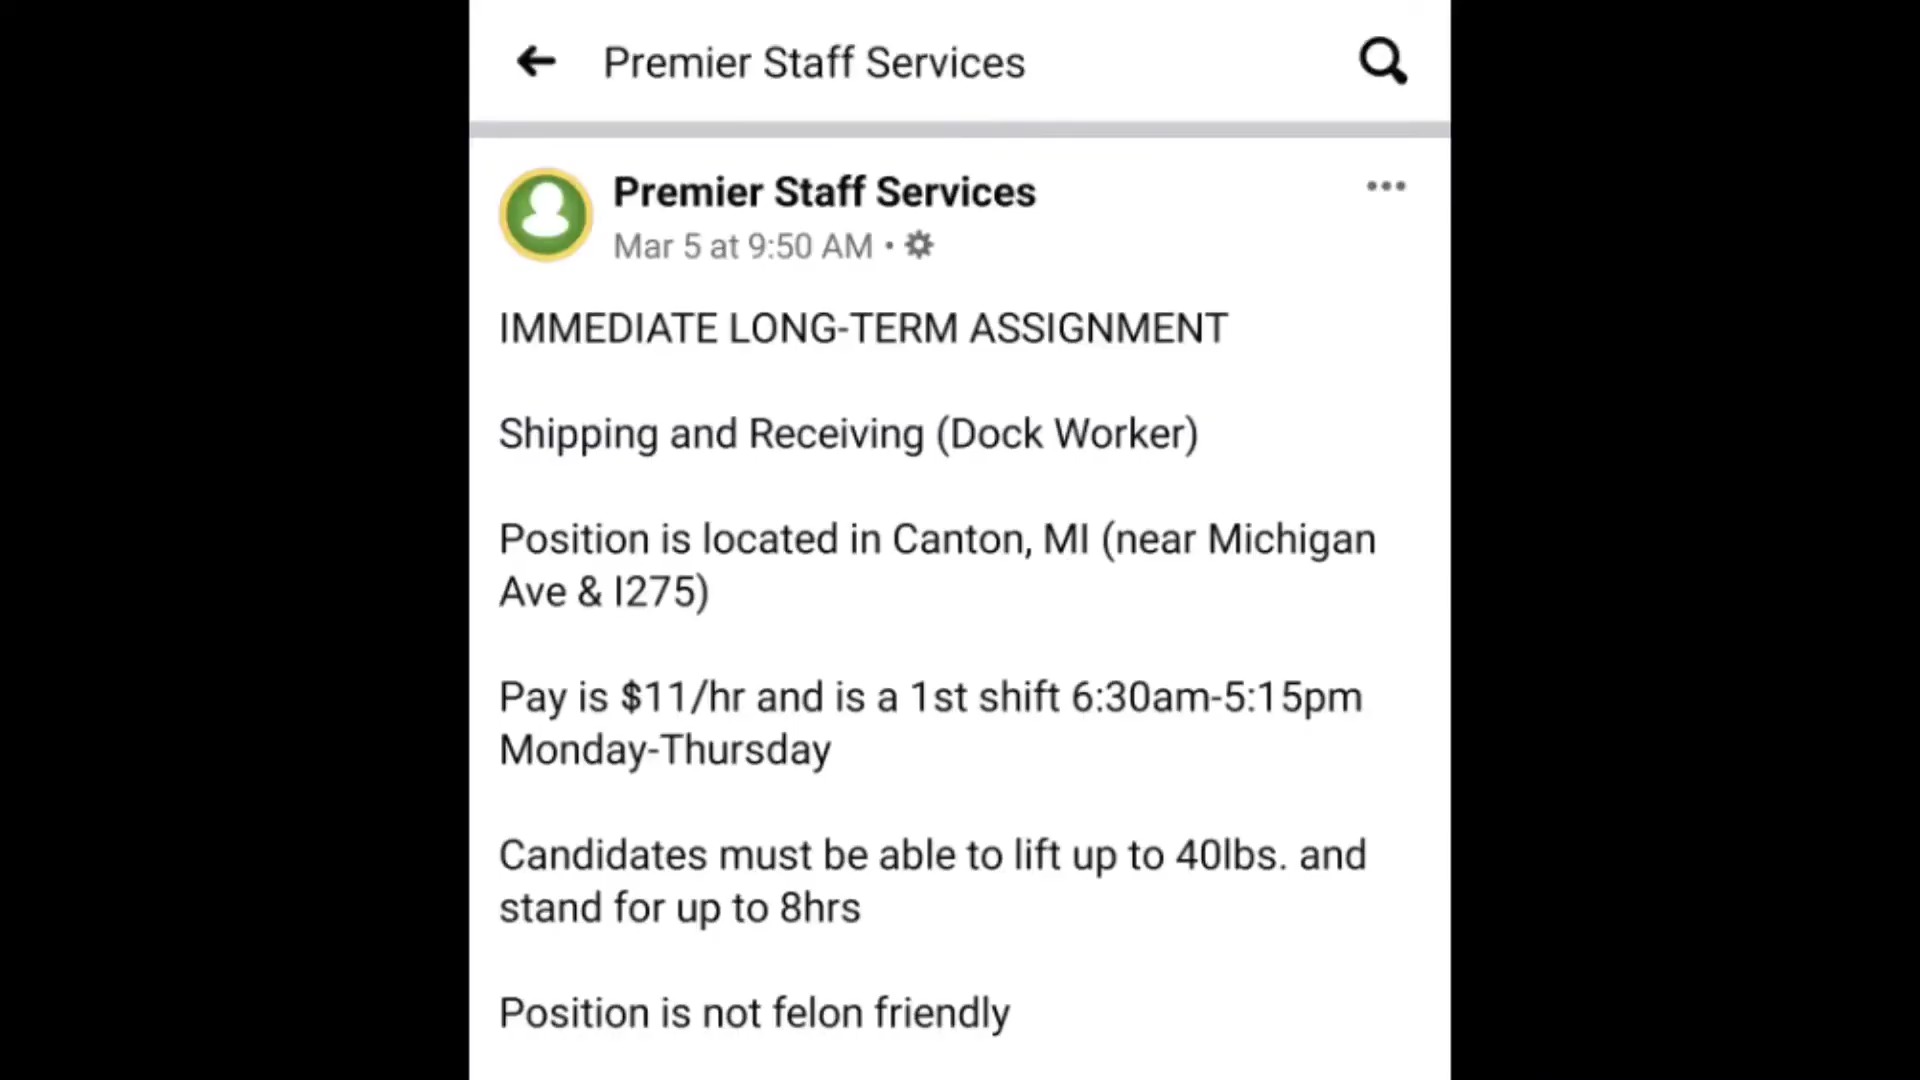 Premier Staff Services
Premier Staff Services
Mar 5 at 9:50 AM •
IMMEDIATE LONG-TERM ASSIGNMENT
Shipping and Receiving (Dock Worker)
Position is located in Canton, MI (near Michigan
Ave & I275)
Pay is $11/hr and is a 1st shift 6:30am-5:15pm
Monday-Thursday
Candidates must be able to lift up to 40lbs. and
stand for up to 8hrs
Position is not felon friendly